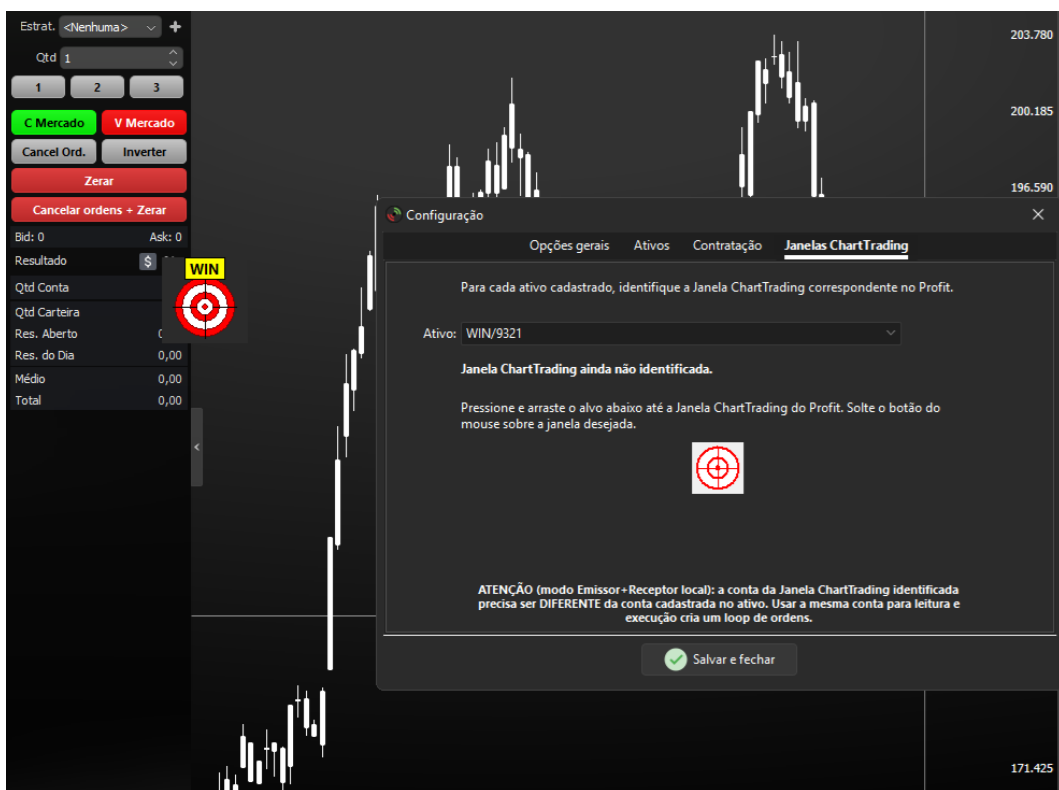 Estrat. <Nenhuma>
Qtd 1
1 2 3
C Mercado V Mercado
Cancel Ord. Inverter
Zerar
Cancelar ordens + Zerar
Bid: 0 Ask: 0
Resultado $
Qtd Conta
Qtd Carteira
Res. Aberto
Res. do Dia 0,00
Médio 0,00
Total 0,00
WIN
203.780
200.185
196.590
Configuração
Opções gerais Ativos Contratação Janelas ChartTrading
Para cada ativo cadastrado, identifique a Janela ChartTrading correspondente no Profit.
Ativo: WIN/9321
Janela ChartTrading ainda não identificada.
Pressione e arraste o alvo abaixo até a Janela ChartTrading do Profit. Solte o botão do
mouse sobre a janela desejada.
ATENÇÃO (modo Emissor+Receptor local): a conta da Janela ChartTrading identificada
precisa ser DIFERENTE da conta cadastrada no ativo. Usar a mesma conta para leitura e
execução cria um loop de ordens.
Salvar e fechar
171.425